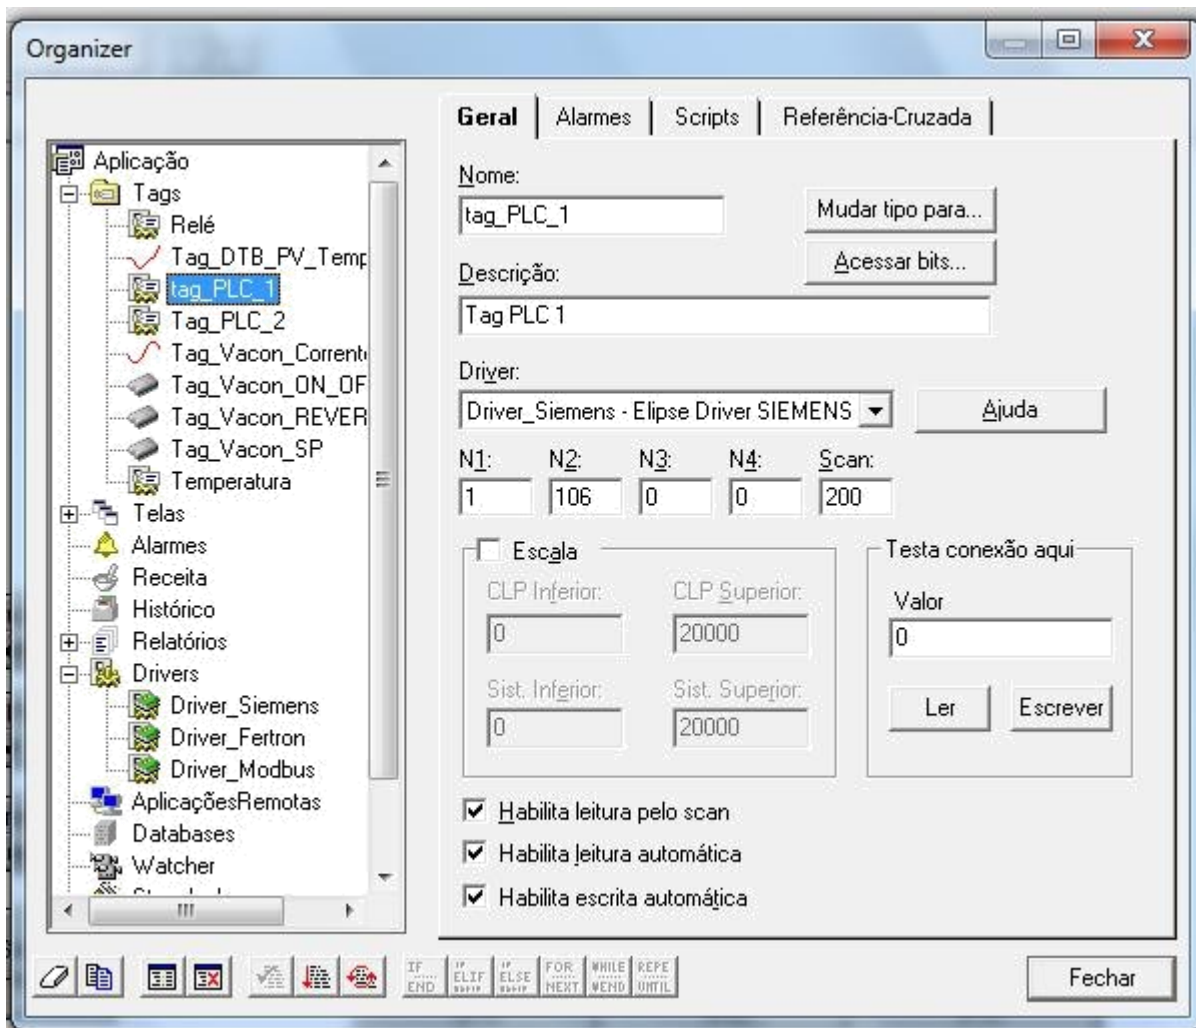 Organizer
Geral
Alarmes
Scripts
Referência-Cruzada
Aplicação
Tags
Relé
Tag_DTB_PV_Temp
tag_PLC_1
Tag_PLC_2
Tag_Vacon_Corrent
Tag_Vacon_ON_OF
Tag_Vacon_REVER
Tag_Vacon_SP
Temperatura
Telas
Alarmes
Receita
Histórico
Relatórios
Drivers
Driver_Siemens
Driver_Fertron
Driver_Modbus
AplicaçõesRemotas
Databases
Watcher
Nome:
tag_PLC_1
Mudar tipo para...
Acessar bits...
Descrição:
Tag PLC 1
Driver:
Driver_Siemens - Elipse Driver SIEMENS
Ajuda
N1: N2: N3: N4: Scan:
1 106 0 0 200
Escala
CLP Inferior: CLP Superior:
0 20000
Sist. Inferior: Sist. Superior:
0 20000
Testa conexão aqui
Valor
0
Ler Escrever
Habilita leitura pelo scan
Habilita leitura automática
Habilita escrita automática
IF END
IF ELIF
IF ELSE
FOR NEXT
WHILE WEND
REPE UNTIL
Fechar